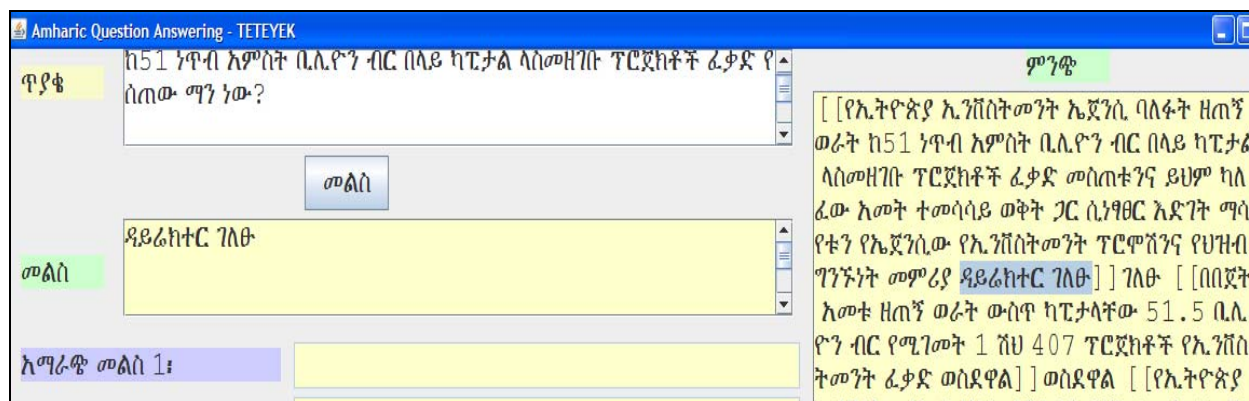 Amharic Question Answering - TETEYEK
ጥያቄ
ከ51 ነጥብ አምስት ቢሊዮን ብር በላይ ካፒታል ላስመዘገቡ ፕሮጀክቶች ፈቃድ የ
ሰጠው ማን ነው?
መልስ
መልስ
ዳይሬክተር ገለፁ
አማራጭ መልስ 1፡
ምንጭ
[[የኢትዮጵያ ኢንቨስትመንት ኤጀንሲ ባለፉት ዘጠኝ
ወራት ከ51 ነጥብ አምስት ቢሊዮን ብር በላይ ካፒታል
ላስመዘገቡ ፕሮጀክቶች ፈቃድ መስጠቱንና ይህም ካለ
ፈው አመት ተመሳሳይ ወቅት ጋር ሲነፃፀር እድገት ማሳ
የቱን የኤጀንሲው የኢንቨስትመንት ፕሮሞሽንና የህዝብ
ግንኙነት መምሪያ ዳይሬክተር ገለፁ]]ገለፁ [[በበጀት
አመቱ ዘጠኝ ወራት ውስጥ ካፒታላቸው 51.5 ቢሊ
ዮን ብር የሚገመት 1 ሽህ 407 ፕሮጀክቶች የኢንቨስ
ትመንት ፈቃድ ወስደዋል]]ወስደዋል [[የኢትዮጵያ